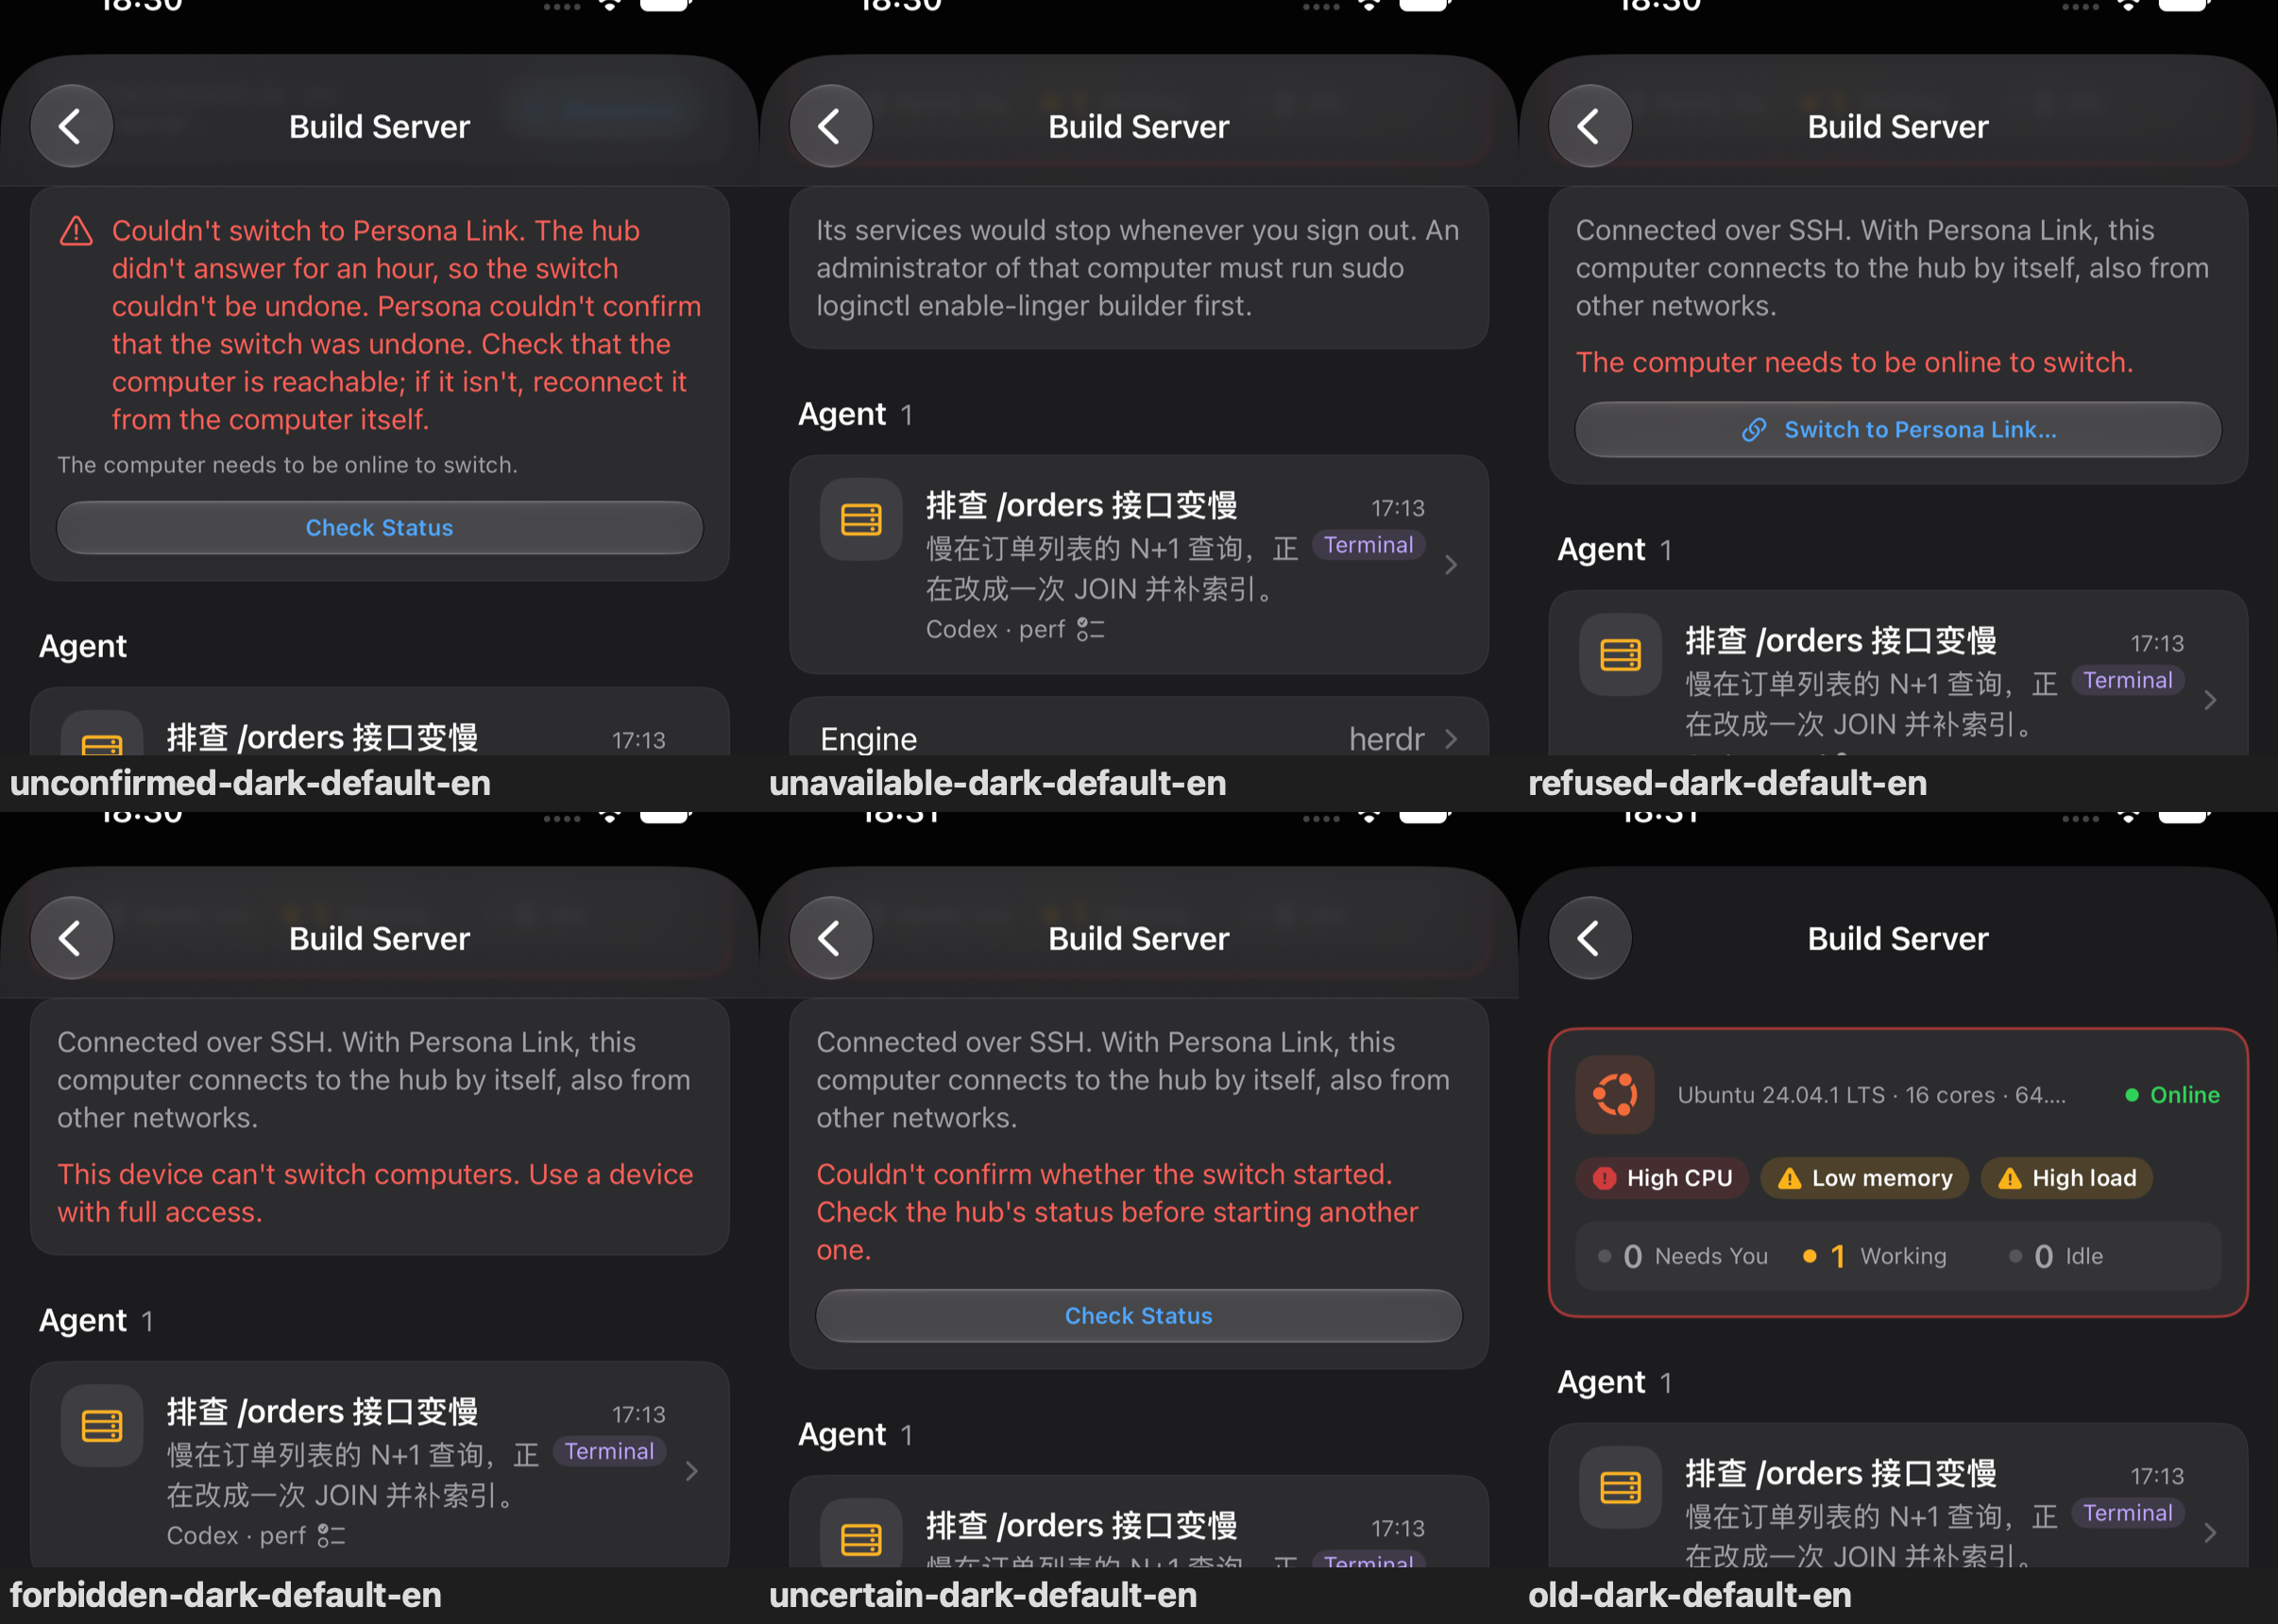 Build Server
Couldn't switch to Persona Link. The hub
didn't answer for an hour, so the switch
couldn't be undone. Persona couldn't confirm
that the switch was undone. Check that the
computer is reachable; if it isn't, reconnect it
from the computer itself.
The computer needs to be online to switch.
Check Status
Agent
排查 /orders 接口变慢
17:13
unconfirmed-dark-default-en
Build Server
Its services would stop whenever you sign out. An
administrator of that computer must run sudo
loginctl enable-linger builder first.
Agent 1
排查 /orders 接口变慢
17:13
慢在订单列表的 N+1 查询，正
Terminal
在改成一次 JOIN 并补索引。
Codex · perf
Engine
herdr
unavailable-dark-default-en
Build Server
Connected over SSH. With Persona Link, this
computer connects to the hub by itself, also from
other networks.
The computer needs to be online to switch.
Switch to Persona Link...
Agent 1
排查 /orders 接口变慢
17:13
慢在订单列表的 N+1 查询，正
Terminal
在改成一次 JOIN 并补索引。
refused-dark-default-en
Build Server
Connected over SSH. With Persona Link, this
computer connects to the hub by itself, also from
other networks.
This device can't switch computers. Use a device
with full access.
Agent 1
排查 /orders 接口变慢
17:13
慢在订单列表的 N+1 查询，正
Terminal
在改成一次 JOIN 并补索引。
Codex · perf
forbidden-dark-default-en
Build Server
Connected over SSH. With Persona Link, this
computer connects to the hub by itself, also from
other networks.
Couldn't confirm whether the switch started.
Check the hub's status before starting another
one.
Check Status
Agent 1
排查 /orders 接口变慢
17:13
慢在订单列表的 N+1 查询，正
Terminal
uncertain-dark-default-en
Build Server
Ubuntu 24.04.1 LTS · 16 cores · 64....
Online
High CPU
Low memory
High load
0 Needs You
1 Working
0 Idle
Agent 1
排查 /orders 接口变慢
17:13
慢在订单列表的 N+1 查询，正
Terminal
在改成一次 JOIN 并补索引。
old-dark-default-en